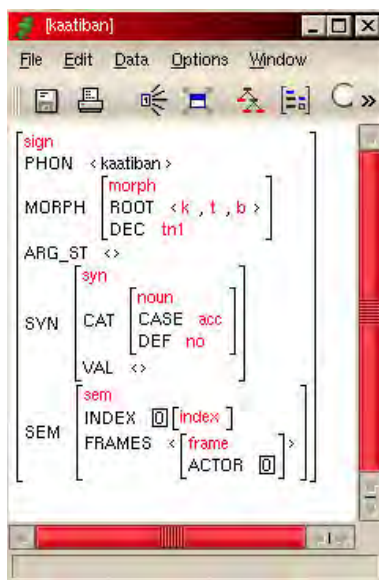 [kaatiban]
File Edit Data Options Window
»
sign
PHON < kaatiban >
morph
MORPH ROOT < k , t , b >
DEC tn1
ARG_ST <>
syn
noun
SYN CAT CASE acc
DEF no
VAL <>
sem
INDEX 0 [index ]
SEM FRAMES < frame >
ACTOR 0